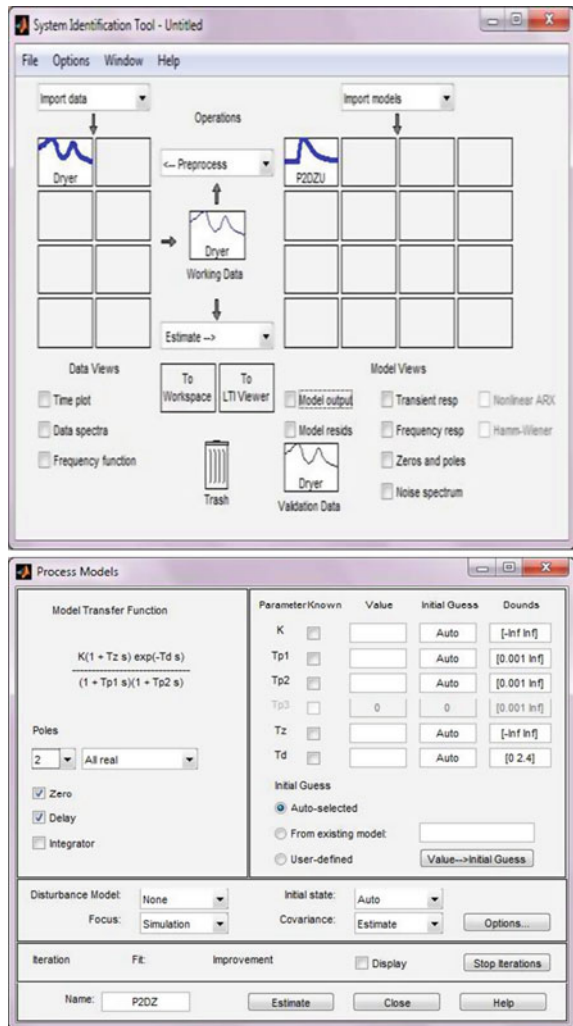 System Identification Tool - Untitled
File Options Window Help
Import data
Import models
Operations
Dryer
<-- Preprocess
P2DZU
Dryer
Working Data
Estimate -->
Data Views
To Workspace
To LTI Viewer
Model Views
Time plot
Data spectra
Frequency function
Trash
Model output
Model resids
Dryer
Validation Data
Transient resp
Frequency resp
Zeros and poles
Noise spectrum
Nonlinear ARX
Hamm-Wiener
Process Models
Model Transfer Function
K(1 + Tz s) exp(-Td s)
(1 + Tp1 s)(1 + Tp2 s)
Poles
2 All real
Zero
Delay
Integrator
Parameter Known Value Initial Guess Dounds
K Auto [-Inf Inf]
Tp1 Auto [0.001 Inf]
Tp2 Auto [0.001 Inf]
Tp3 0 0 [0.001 Inf]
Tz Auto [-Inf Inf]
Td Auto [0 2.4]
Initial Guess
Auto-selected
From existing model:
User-defined Value-->Initial Guess
Disturbance Model: None Initial state: Auto
Focus: Simulation Covariance: Estimate Options...
Iteration Fit: Improvement Display Stop Iterations
Name: P2DZ Estimate Close Help